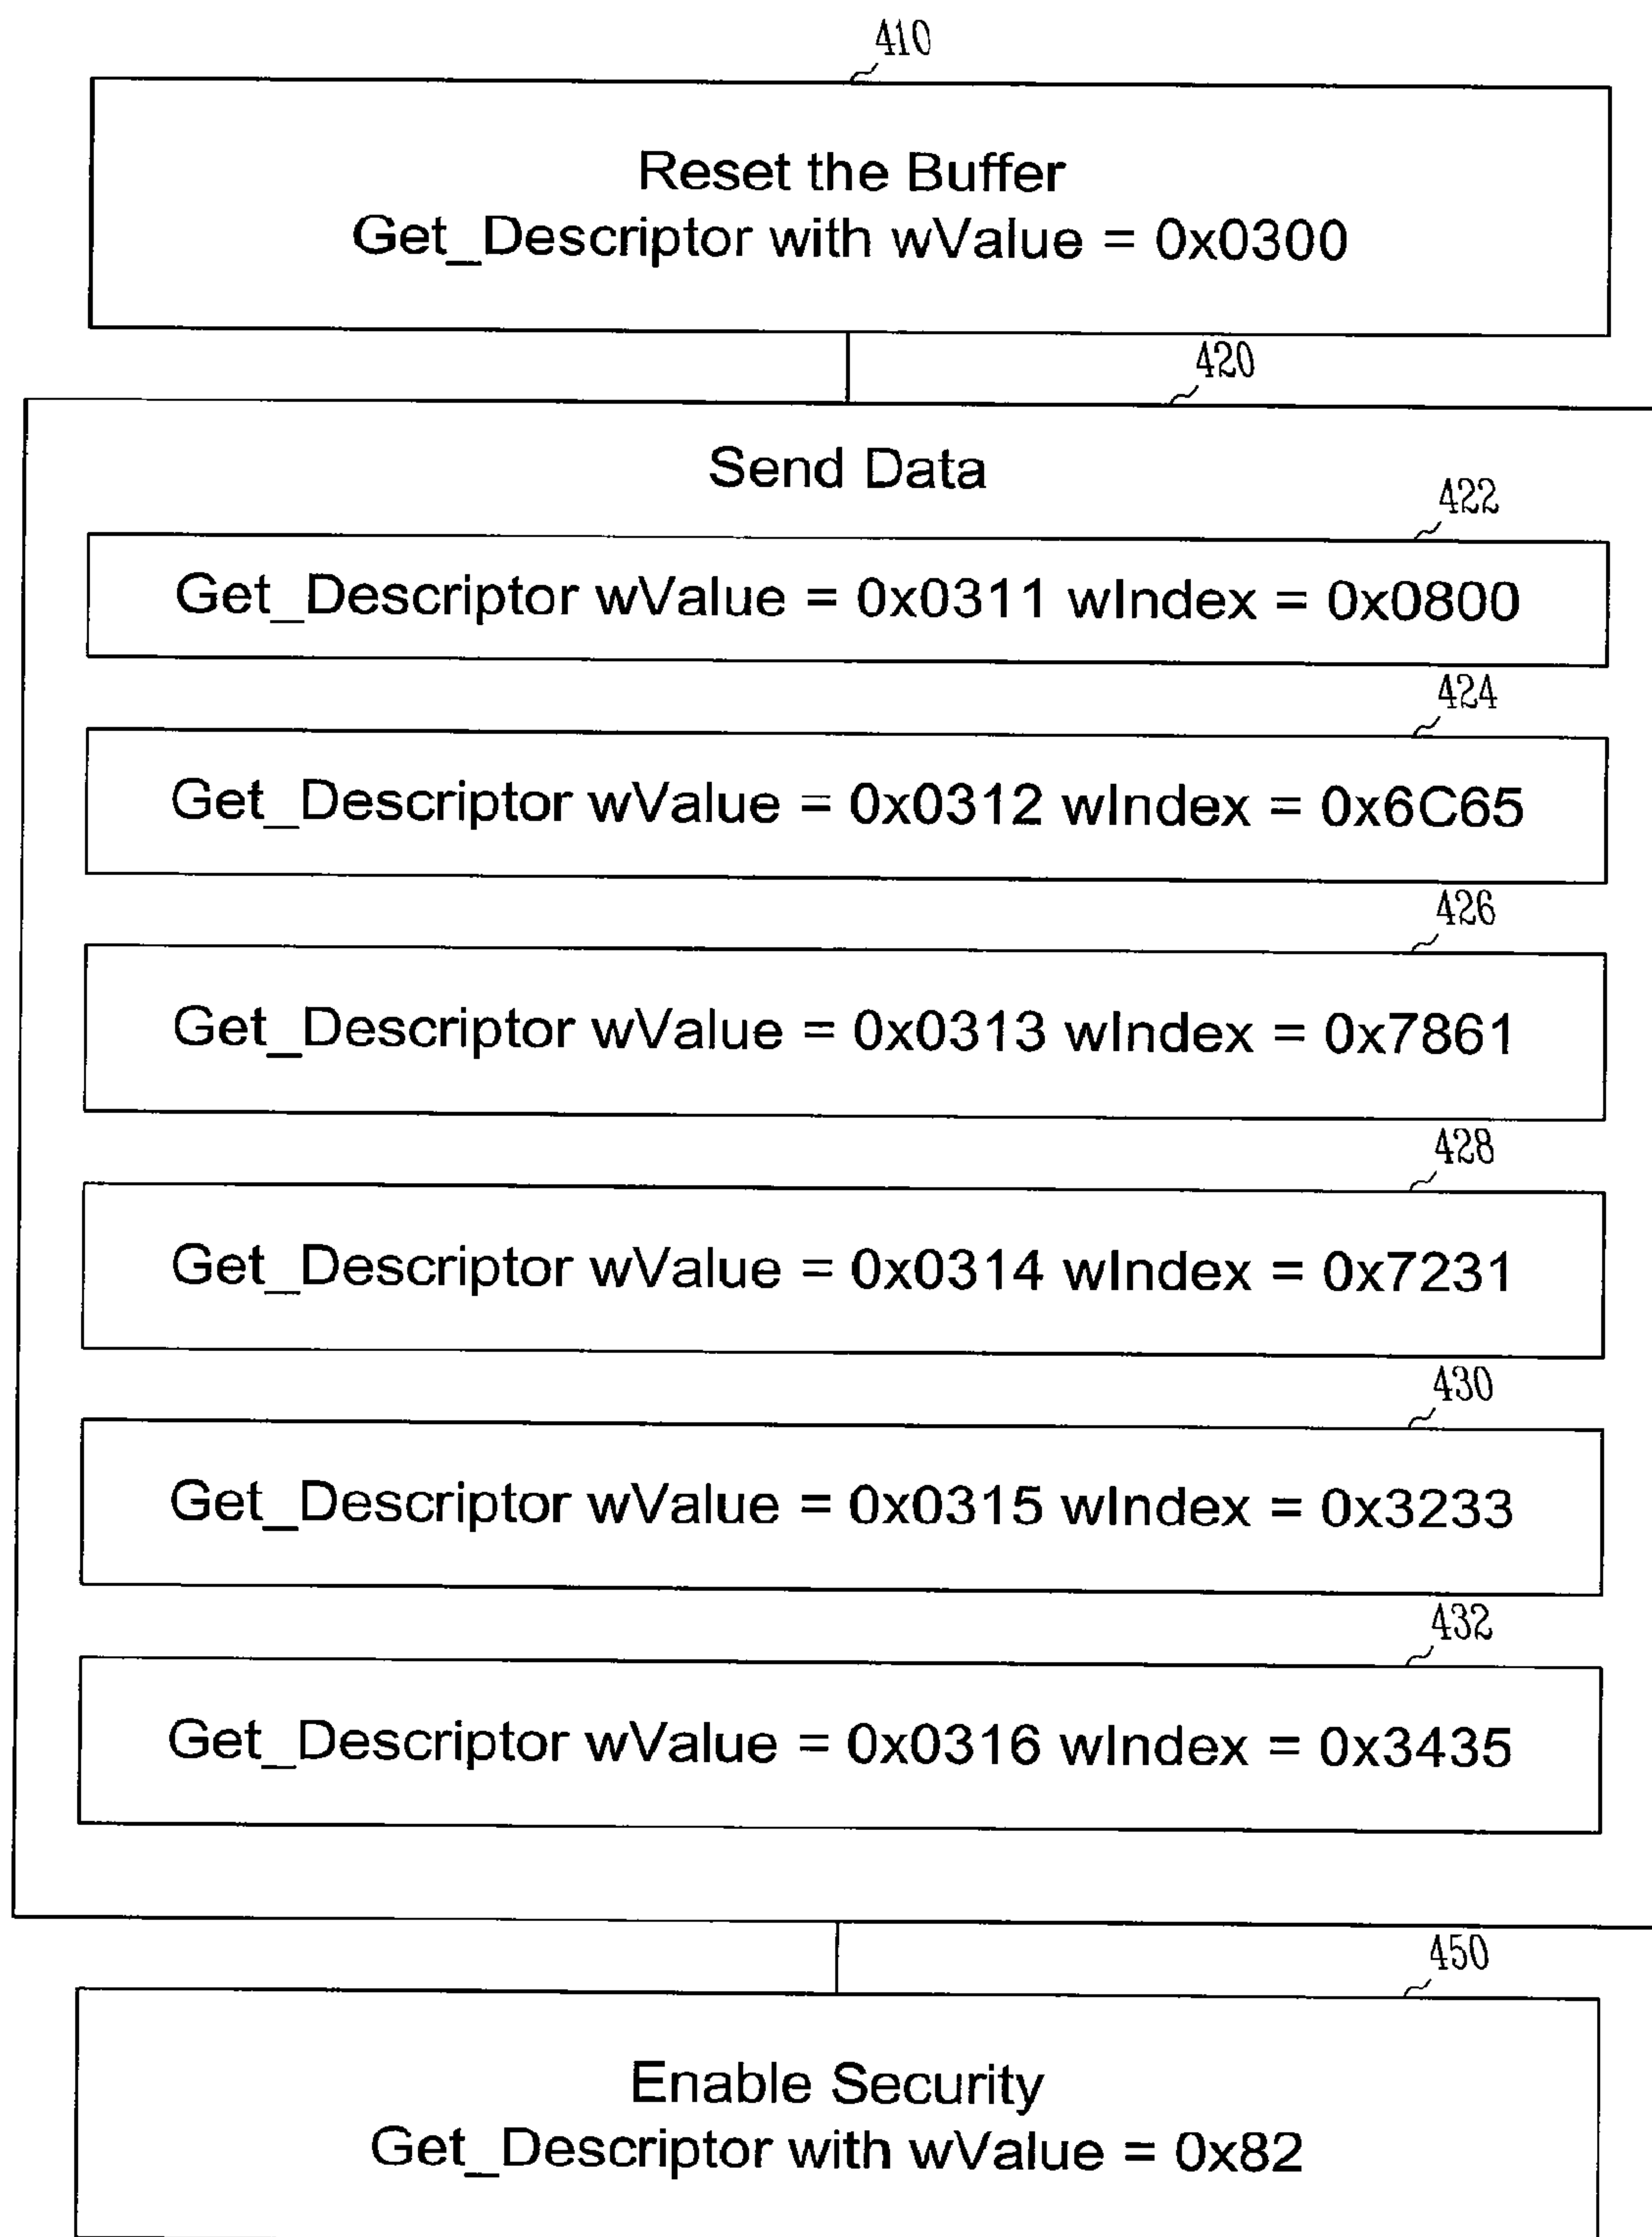 410
Reset the Buffer
Get_Descriptor with wValue = 0x0300
420
Send Data
422
Get_Descriptor wValue = 0x0311 wIndex = 0x0800
424
Get_Descriptor wValue = 0x0312 wIndex = 0x6C65
426
Get_Descriptor wValue = 0x0313 wIndex = 0x7861
428
Get_Descriptor wValue = 0x0314 wIndex = 0x7231
430
Get_Descriptor wValue = 0x0315 wIndex = 0x3233
432
Get_Descriptor wValue = 0x0316 wIndex = 0x3435
450
Enable Security
Get_Descriptor with wValue = 0x82